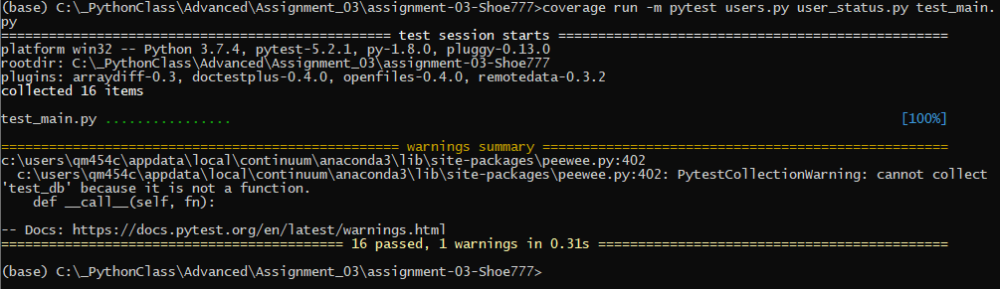 (base) C:\_PythonClass\Advanced\Assignment_03\assignment-03-Shoe777>coverage run -m pytest users.py user_status.py test_main.
py
================================================= test session starts =================================================
platform win32 -- Python 3.7.4, pytest-5.2.1, py-1.8.0, pluggy-0.13.0
rootdir: C:\_PythonClass\Advanced\Assignment_03\assignment-03-Shoe777
plugins: arraydiff-0.3, doctestplus-0.4.0, openfiles-0.4.0, remotedata-0.3.2
collected 16 items
test_main.py ................ [100%]
================================================== warnings summary ===================================================
c:\users\qm454c\appdata\local\continuum\anaconda3\lib\site-packages\peewee.py:402
c:\users\qm454c\appdata\local\continuum\anaconda3\lib\site-packages\peewee.py:402: PytestCollectionWarning: cannot collect
'test_db' because it is not a function.
def __call__(self, fn):
-- Docs: https://docs.pytest.org/en/latest/warnings.html
=========================================== 16 passed, 1 warnings in 0.31s ============================================
(base) C:\_PythonClass\Advanced\Assignment_03\assignment-03-Shoe777>